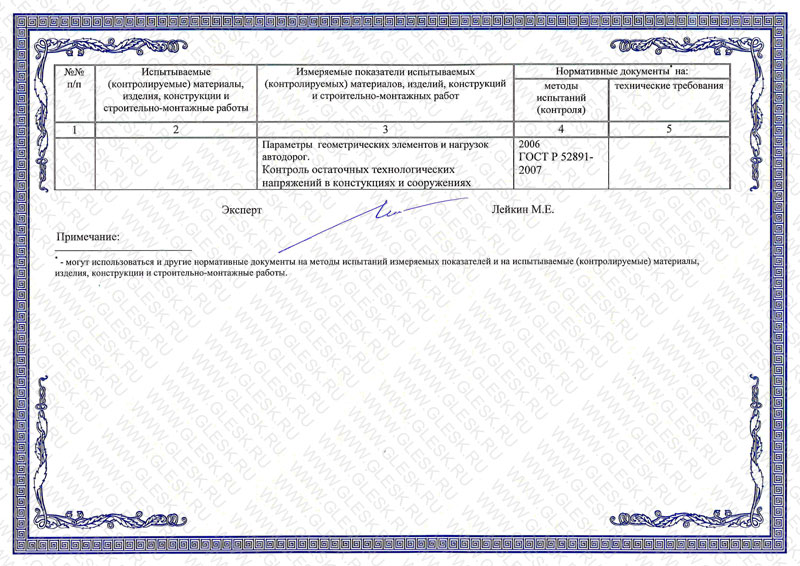 №№
п/п
Испытываемые
(контролируемые) материалы,
изделия, конструкции и
строительно-монтажные работы
Измеряемые показатели испытываемых
(контролируемых) материалов, изделий, конструкций
и строительно-монтажных работ
Нормативные документы* на:
методы
испытаний
(контроля)
технические требования
1 2 3 4 5
Параметры геометрических элементов и нагрузок
автодорог.
Контроль остаточных технологических
напряжений в констукциях и сооружениях
2006
ГОСТ Р 52891-
2007
Эксперт Лейкин М.Е.
Примечание:
* - могут использоваться и другие нормативные документы на методы испытаний измеряемых показателей и на испытываемые (контролируемые) материалы,
изделия, конструкции и строительно-монтажные работы.
WWW.GLESK.RU